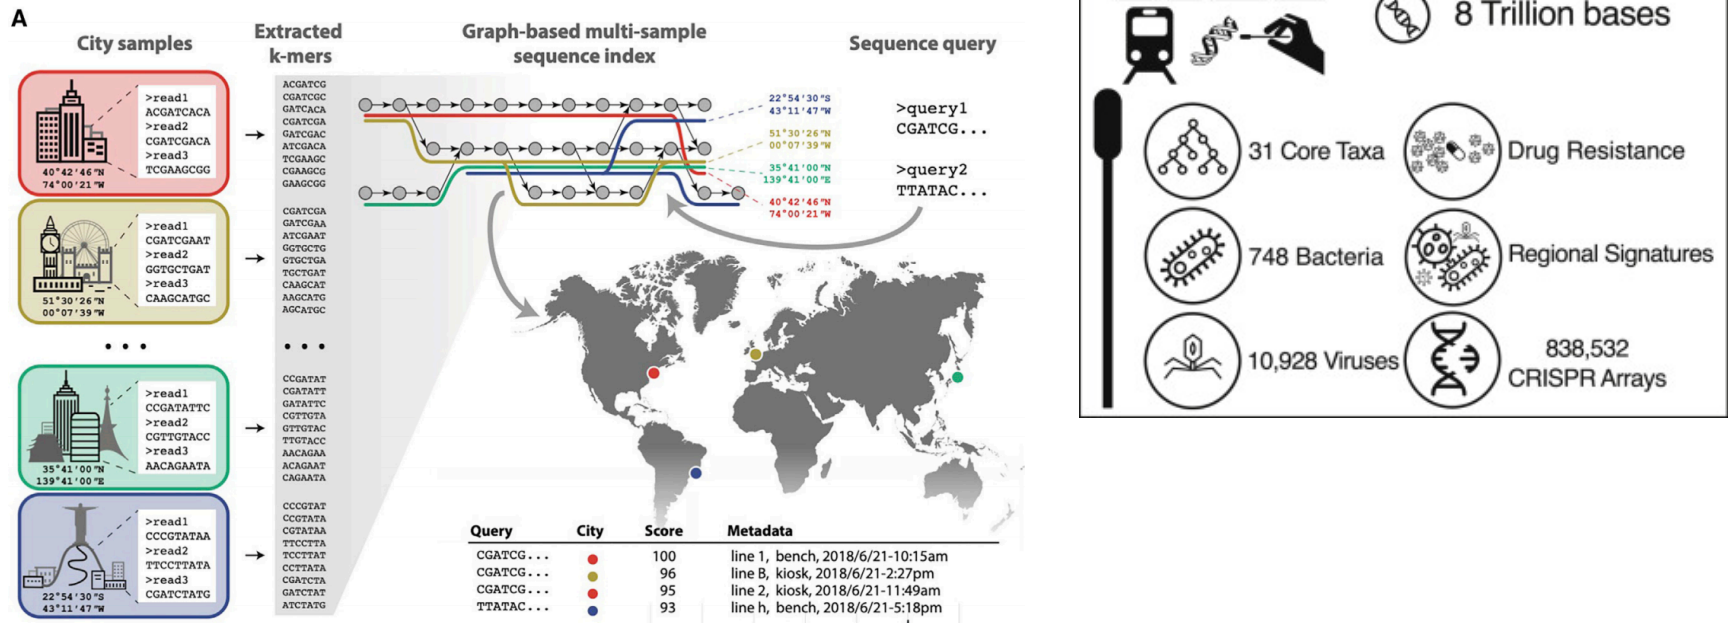 A
City samples
Extracted
k-mers
Graph-based multi-sample
sequence index
Sequence query
>read1
ACGATCACA
>read2
CGATCGACA
>read3
TCGAAGCGG
40°42'46"N
74°00'21"W
>read1
CGATCGAAT
>read2
GGTGCTGAT
>read3
CAAGCATGC
51°30'26"N
00°07'39"W
• • •
>read1
CCGATATTC
>read2
CGTTGTACC
>read3
AACAGAATA
35°41'00"N
139°41'00"E
>read1
CCCGTATAA
>read2
TTCCTTATA
>read3
CGATCTATG
22°54'30"S
43°11'47"W
ACGATCG
CGATCGC
GATCACA
CGATCGA
GATCGAC
ATCGACA
TCGAAGC
CGAAGCG
GAAGCGG
CGATCGA
GATCGAA
ATCGAAT
GGTGCTG
GTGCTGA
TGCTGAT
CAAGCAT
AAGCATG
AGCATGC
• • •
CCGATAT
CGATATT
GATATTC
CGTTGTA
GTTGTAC
TTGTACC
AACAGAA
ACAGAAT
CAGAATA
CCCGTAT
CCGTATA
CGTATAA
TTCCTTA
TCCTTAT
CCTTATA
CGATCTA
GATCTAT
ATCTATG
22°54'30"S
43°11'47"W
51°30'26"N
00°07'39"W
35°41'00"N
139°41'00"E
40°42'46"N
74°00'21"W
>query1
CGATCG...
>query2
TTATAC...
Query City Score Metadata
CGATCG... 100 line 1, bench, 2018/6/21-10:15am
CGATCG... 96 line B, kiosk, 2018/6/21-2:27pm
CGATCG... 95 line 2, kiosk, 2018/6/21-11:49am
TTATAC... 93 line h, bench, 2018/6/21-5:18pm
8 Trillion bases
31 Core Taxa
Drug Resistance
748 Bacteria
Regional Signatures
10,928 Viruses
838,532
CRISPR Arrays